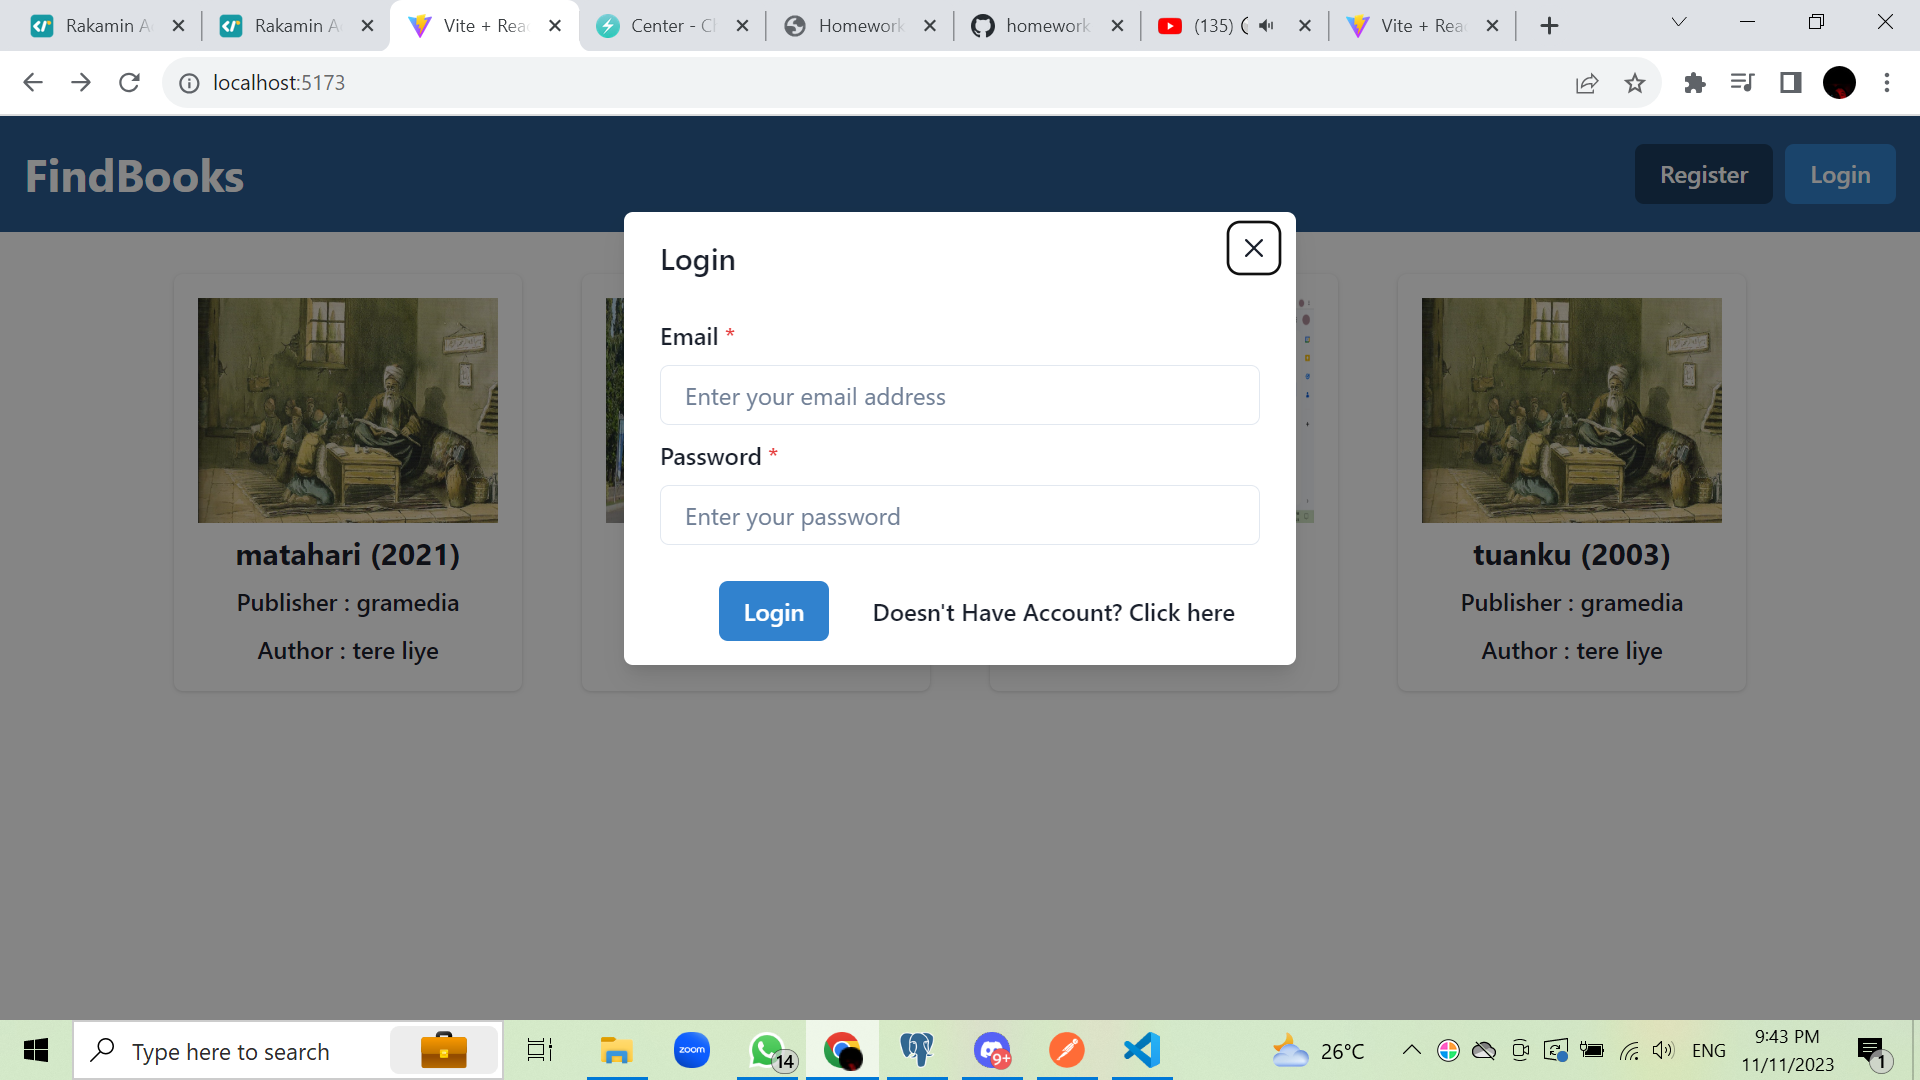 Rakamin A
Rakamin A
Vite + Rea
Center - Ch
Homework
homework
(135)
Vite + Rea
localhost:5173
FindBooks
Register
Login
Login
Email *
Enter your email address
Password *
Enter your password
Login
Doesn't Have Account? Click here
matahari (2021)
Publisher : gramedia
Author : tere liye
tuanku (2003)
Publisher : gramedia
Author : tere liye
Type here to search
zoom
14
9+
26°C
ENG
9:43 PM
11/11/2023
1